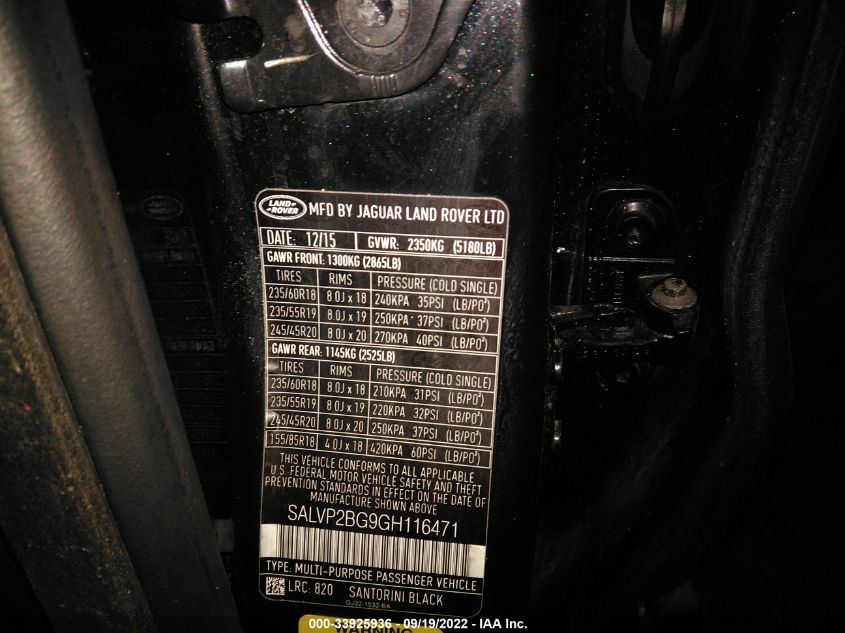 LAND-ROVER MFD BY JAGUAR LAND ROVER LTD
DATE: 12/15 GVWR: 2350KG (5180LB)
GAWR FRONT: 1300KG (2865LB)
TIRES RIMS PRESSURE (COLD SINGLE)
235/60R18 8.0J x 18 240KPA 35PSI (LB/PO²)
235/55R19 8.0J x 19 250KPA 37PSI (LB/PO²)
245/45R20 8.0J x 20 270KPA 40PSI (LB/PO²)
GAWR REAR: 1145KG (2525LB)
TIRES RIMS PRESSURE (COLD SINGLE)
235/60R18 8.0J x 18 210KPA 31PSI (LB/PO²)
235/55R19 8.0J x 19 220KPA 32PSI (LB/PO²)
245/45R20 8.0J x 20 250KPA 37PSI (LB/PO²)
155/85R18 4.0J x 18 420KPA 60PSI (LB/PO²)
THIS VEHICLE CONFORMS TO ALL APPLICABLE
U.S. FEDERAL MOTOR VEHICLE SAFETY AND THEFT
PREVENTION STANDARDS IN EFFECT ON THE DATE OF
MANUFACTURE SHOWN ABOVE
SALVP2BG9GH116471
TYPE: MULTI-PURPOSE PASSENGER VEHICLE
LRC: 820 SANTORINI BLACK
GJ32-1532-BA
WARNING
000-33925936 - 09/19/2022 - IAA Inc.